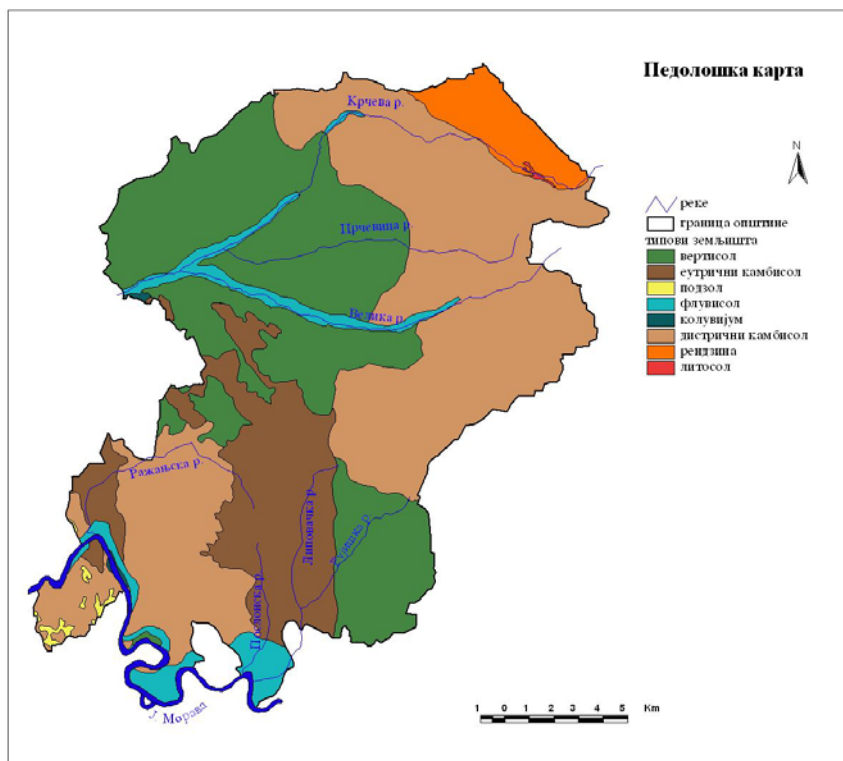 Педолошка карта
N
реке
граница општине
типови земљишта
вертисол
еутрични камбисол
подзол
флувисол
колувијум
дистрични камбисол
рендзина
литосол
Крчева р.
Прчевица р.
Велика р.
Ражањска р.
Липовачка р.
Послонска р.
Ј. Морава
1 0 1 2 3 4 5 Km